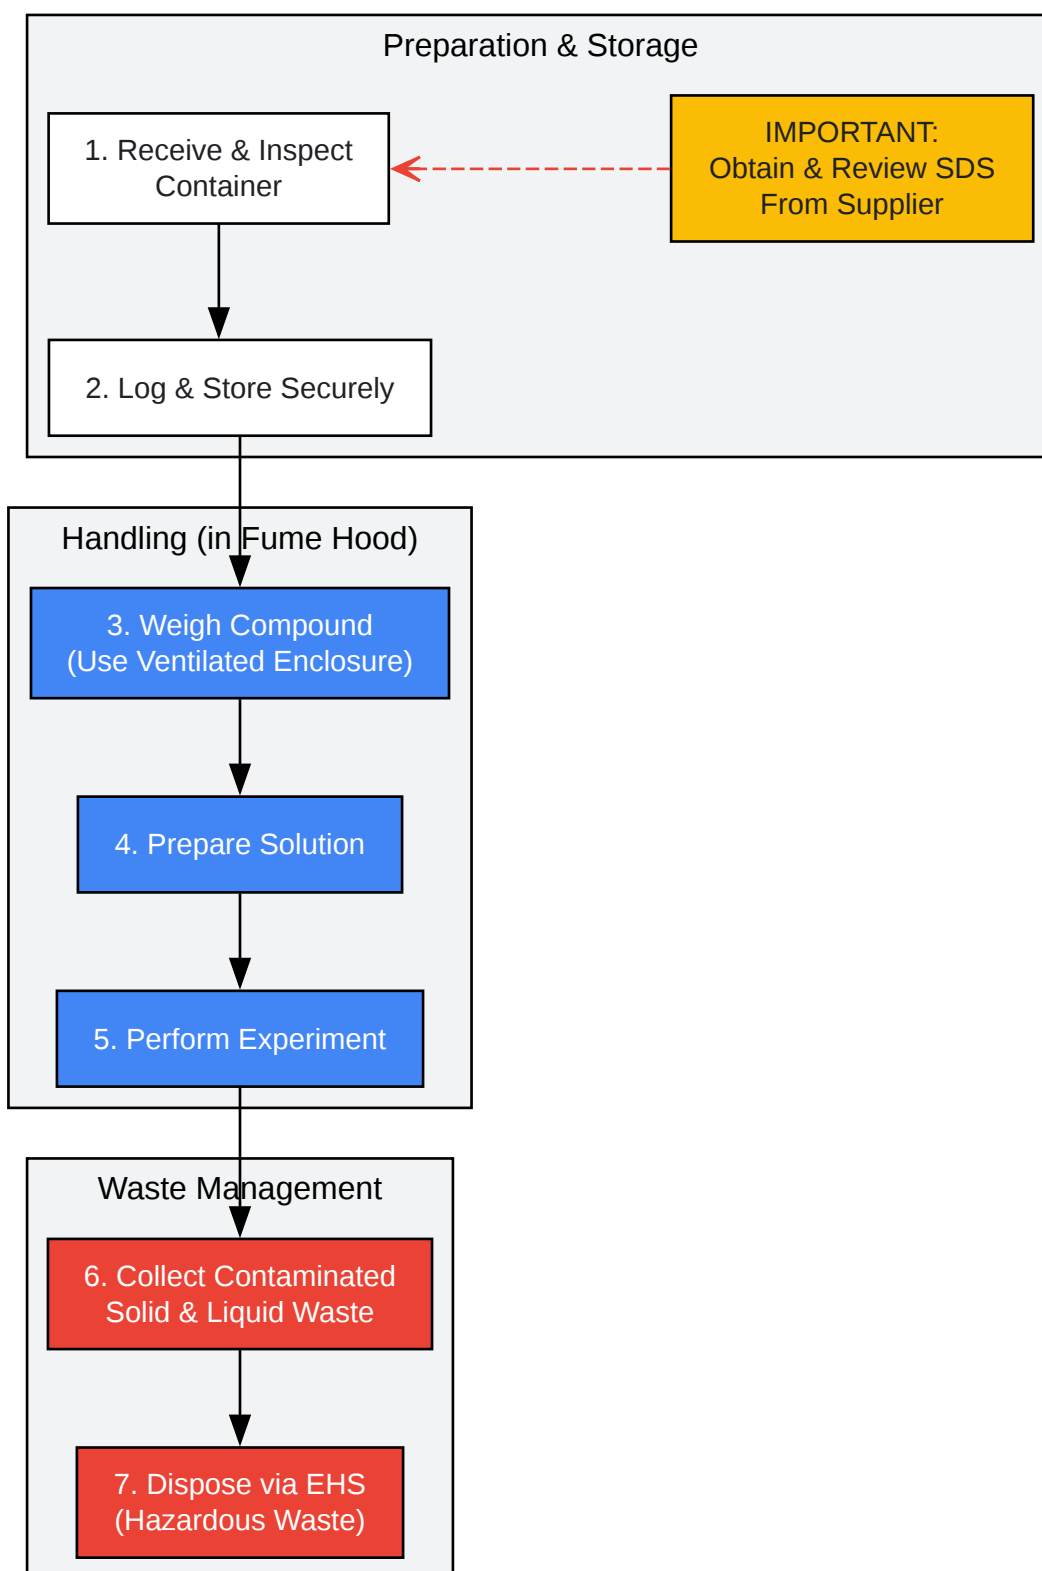 Preparation & Storage
1. Receive & Inspect
Container
IMPORTANT:
Obtain & Review SDS
From Supplier
2. Log & Store Securely
Handling (in Fume Hood)
3. Weigh Compound
(Use Ventilated Enclosure)
4. Prepare Solution
5. Perform Experiment
Waste Management
6. Collect Contaminated
Solid & Liquid Waste
7. Dispose via EHS
(Hazardous Waste)